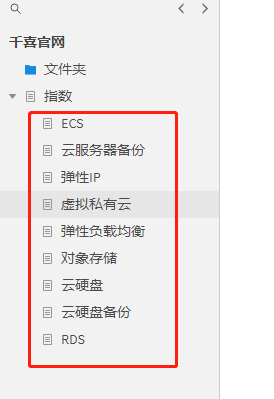 千喜官网
文件夹
指数
ECS
云服务器备份
弹性IP
虚拟私有云
弹性负载均衡
对象存储
云硬盘
云硬盘备份
RDS